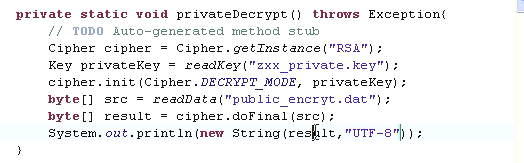 private static void privateDecrypt() throws Exception{
// TODO Auto-generated method stub
Cipher cipher = Cipher.getInstance("RSA");
Key privateKey = readKey("zxx_private.key");
cipher.init(Cipher.DECRYPT_MODE, privateKey);
byte[] src = readData("public_encryt.dat");
byte[] result = cipher.doFinal(src);
System.out.println(new String(result,"UTF-8"));
}